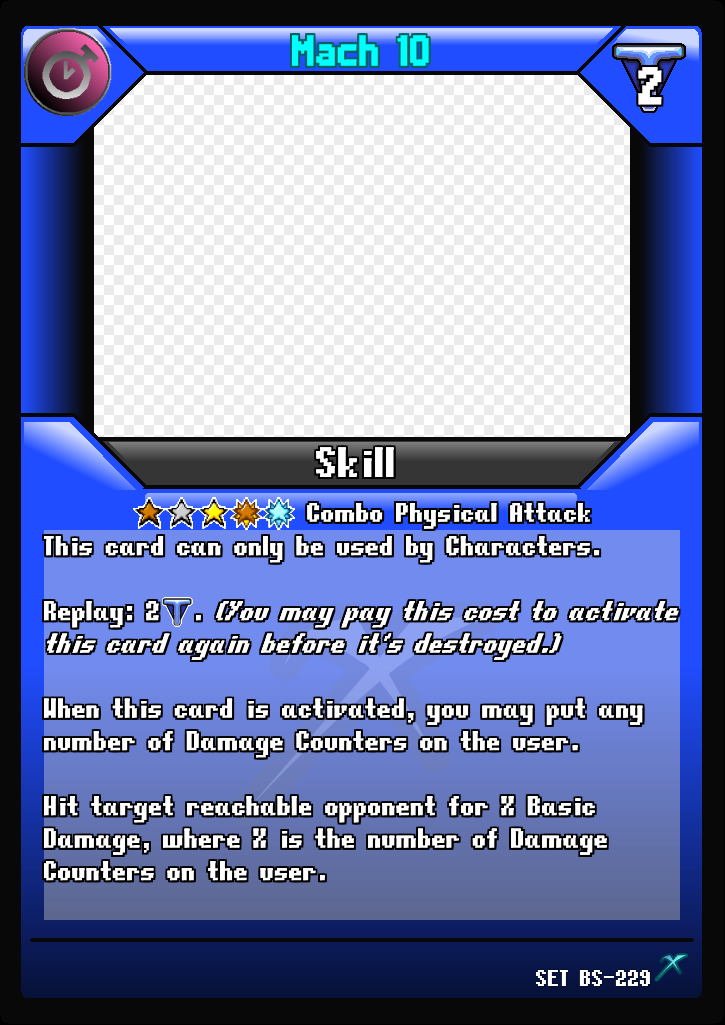 Mach 10
2
Skill
Combo Physical Attack
This card can only be used by Characters.
Replay: 2. (You may pay this cost to activate
this card again before it's destroyed.)
When this card is activated, you may put any
number of Damage Counters on the user.
Hit target reachable opponent for X Basic
Damage, where X is the number of Damage
Counters on the user.
SET BS-229